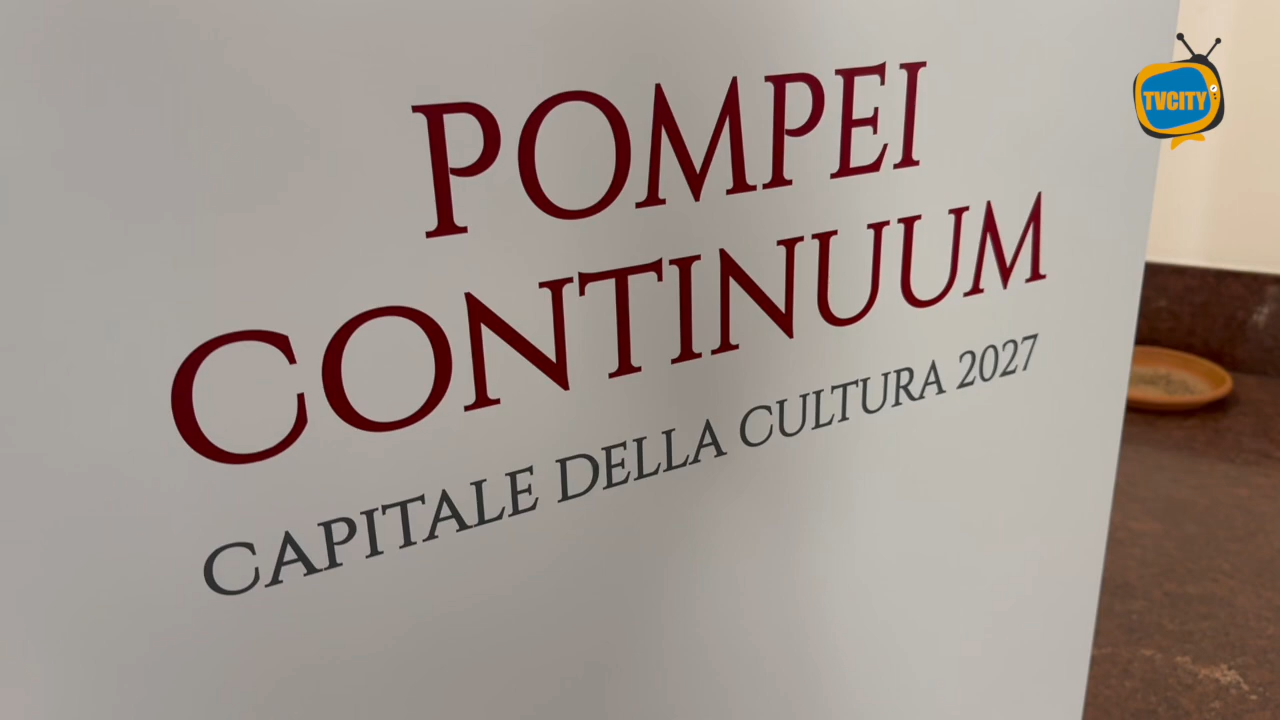 POMPEI
CONTINUUM
CAPITALE DELLA CULTURA 2027
TVCITY